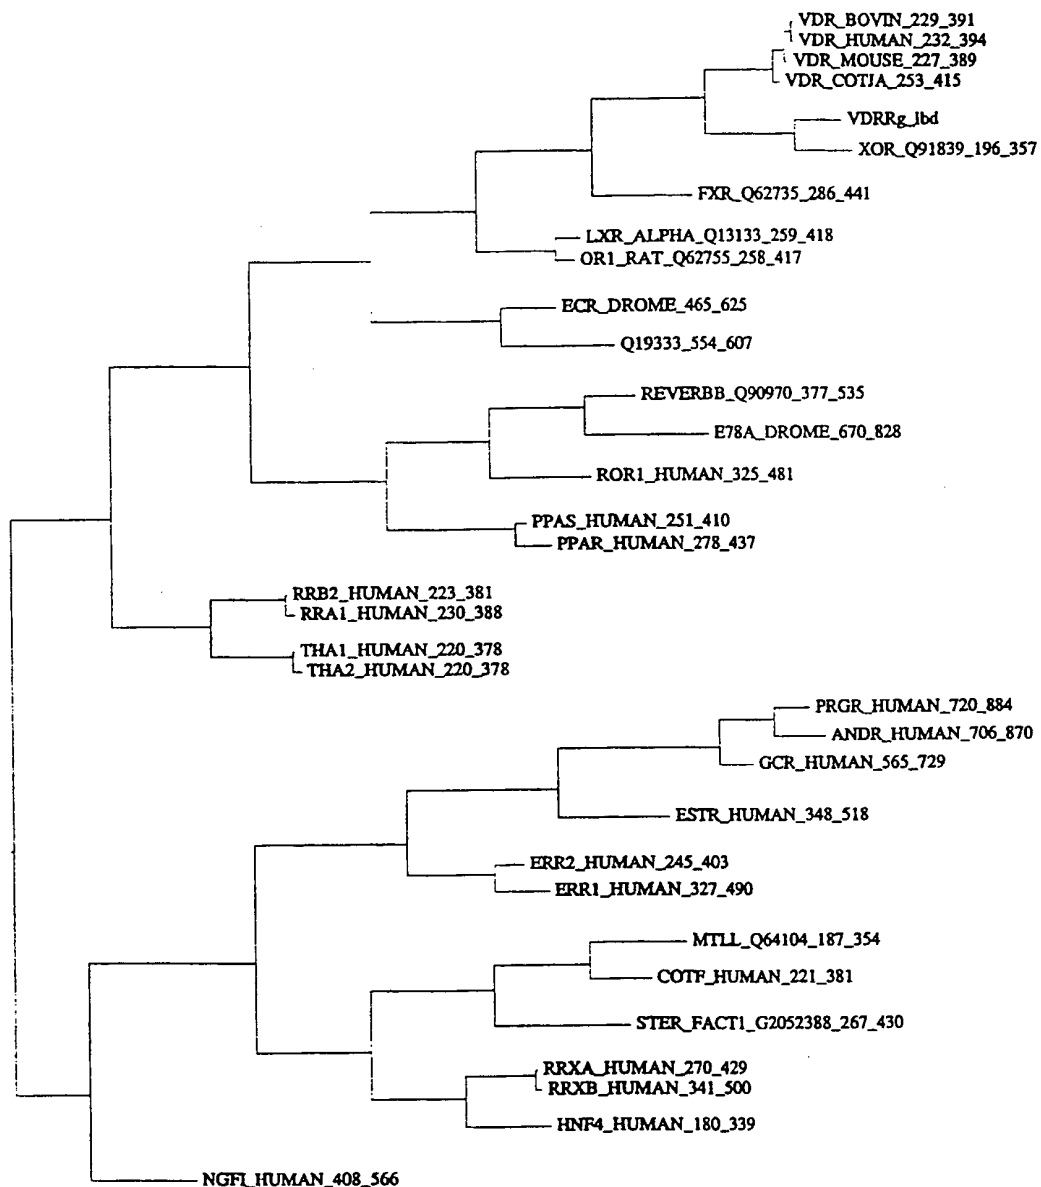 VDR_BOVIN_229_391
VDR_HUMAN_232_394
VDR_MOUSE_227_389
VDR_COTJA_253_415
VDRRg_lbd
XOR_Q91839_196_357
FXR_Q62735_286_441
LXR_ALPHA_Q13133_259_418
OR1_RAT_Q62755_258_417
ECR_DROME_465_625
Q19333_554_607
REVERBB_Q90970_377_535
E78A_DROME_670_828
ROR1_HUMAN_325_481
PPAS_HUMAN_251_410
PPAR_HUMAN_278_437
RRB2_HUMAN_223_381
RRA1_HUMAN_230_388
THA1_HUMAN_220_378
THA2_HUMAN_220_378
PRGR_HUMAN_720_884
ANDR_HUMAN_706_870
GCR_HUMAN_565_729
ESTR_HUMAN_348_518
ERR2_HUMAN_245_403
ERR1_HUMAN_327_490
MTLL_Q64104_187_354
COTF_HUMAN_221_381
STER_FACT1_G2052388_267_430
RRXA_HUMAN_270_429
RRXB_HUMAN_341_500
HNF4_HUMAN_180_339
NGFI_HUMAN_408_566